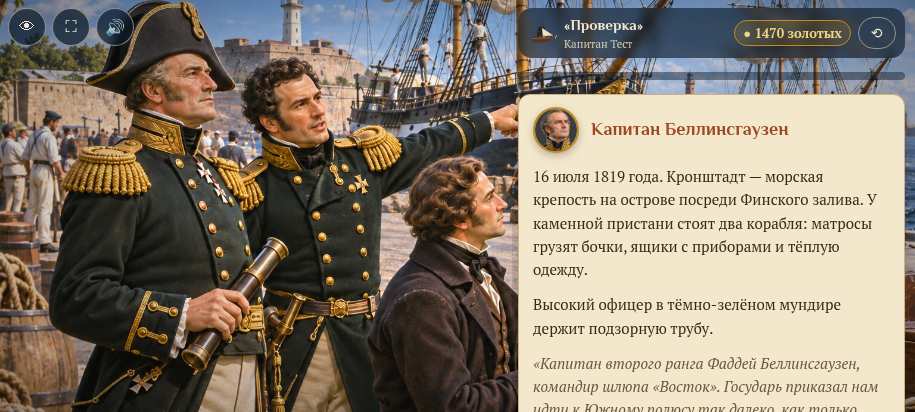 «Проверка»
Капитан Тест
1470 золотых
Капитан Беллинсгаузен
16 июля 1819 года. Кронштадт — морская
крепость на острове посреди Финского залива. У
каменной пристани стоят два корабля: матросы
грузят бочки, ящики с приборами и тёплую
одежду.
Высокий офицер в тёмно-зелёном мундире
держит подзорную трубу.
«Капитан второго ранга Фаддей Беллинсгаузен,
командир шлюпа «Восток». Государь приказал нам
идти к Южному полюсу так далеко, как только